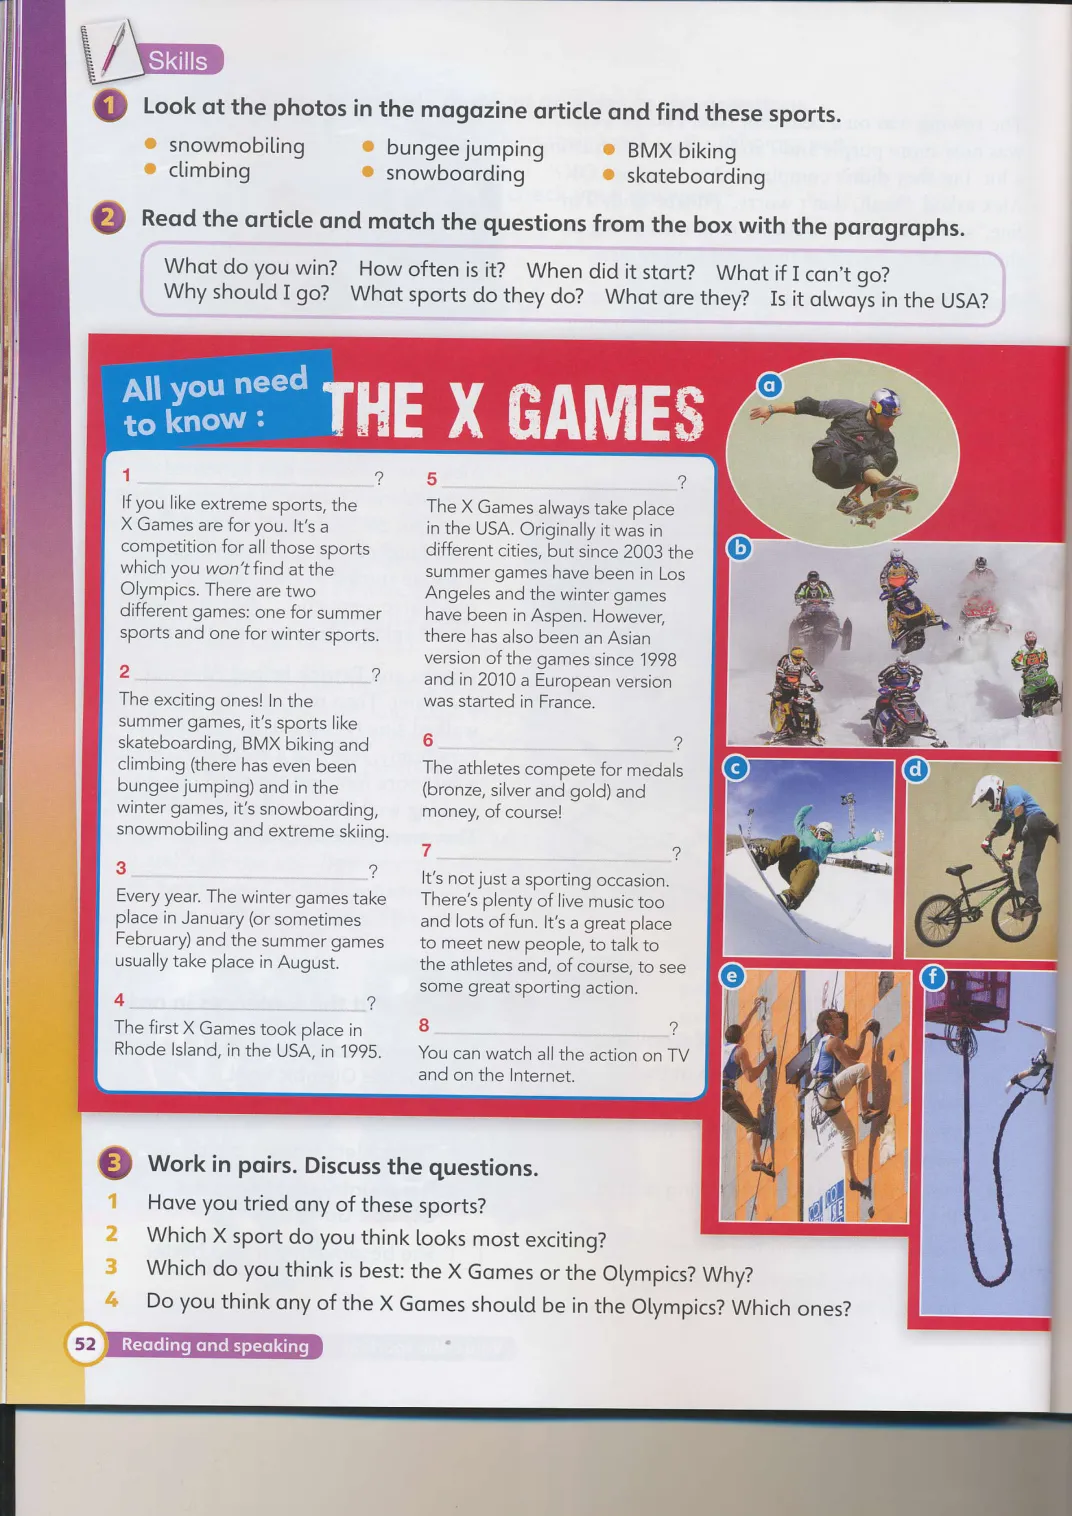 Skills
1 Look at the photos in the magazine article and find these sports.
• snowmobiling • bungee jumping • BMX biking
• climbing • snowboarding • skateboarding
2 Read the article and match the questions from the box with the paragraphs.
What do you win? How often is it? When did it start? What if I can't go?
Why should I go? What sports do they do? What are they? Is it always in the USA?
All you need
to know :
THE X GAMES
1 ____________________ ?
If you like extreme sports, the
X Games are for you. It's a
competition for all those sports
which you won't find at the
Olympics. There are two
different games: one for summer
sports and one for winter sports.
2 ____________________ ?
The exciting ones! In the
summer games, it's sports like
skateboarding, BMX biking and
climbing (there has even been
bungee jumping) and in the
winter games, it's snowboarding,
snowmobiling and extreme skiing.
3 ____________________ ?
Every year. The winter games take
place in January (or sometimes
February) and the summer games
usually take place in August.
4 ____________________ ?
The first X Games took place in
Rhode Island, in the USA, in 1995.
5 ____________________ ?
The X Games always take place
in the USA. Originally it was in
different cities, but since 2003 the
summer games have been in Los
Angeles and the winter games
have been in Aspen. However,
there has also been an Asian
version of the games since 1998
and in 2010 a European version
was started in France.
6 ____________________ ?
The athletes compete for medals
(bronze, silver and gold) and
money, of course!
7 ____________________ ?
It's not just a sporting occasion.
There's plenty of live music too
and lots of fun. It's a great place
to meet new people, to talk to
the athletes and, of course, to see
some great sporting action.
8 ____________________ ?
You can watch all the action on TV
and on the Internet.
a
b
c
d
e
f
3 Work in pairs. Discuss the questions.
1 Have you tried any of these sports?
2 Which X sport do you think looks most exciting?
3 Which do you think is best: the X Games or the Olympics? Why?
4 Do you think any of the X Games should be in the Olympics? Which ones?
52 Reading and speaking